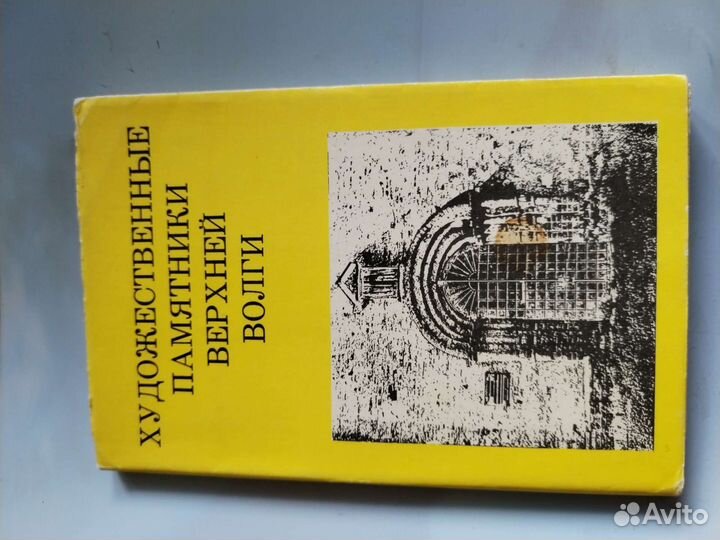 ХУДОЖЕСТВЕННЫЕ
ПАМЯТНИКИ
ВЕРХНЕЙ
ВОЛГИ
Avito